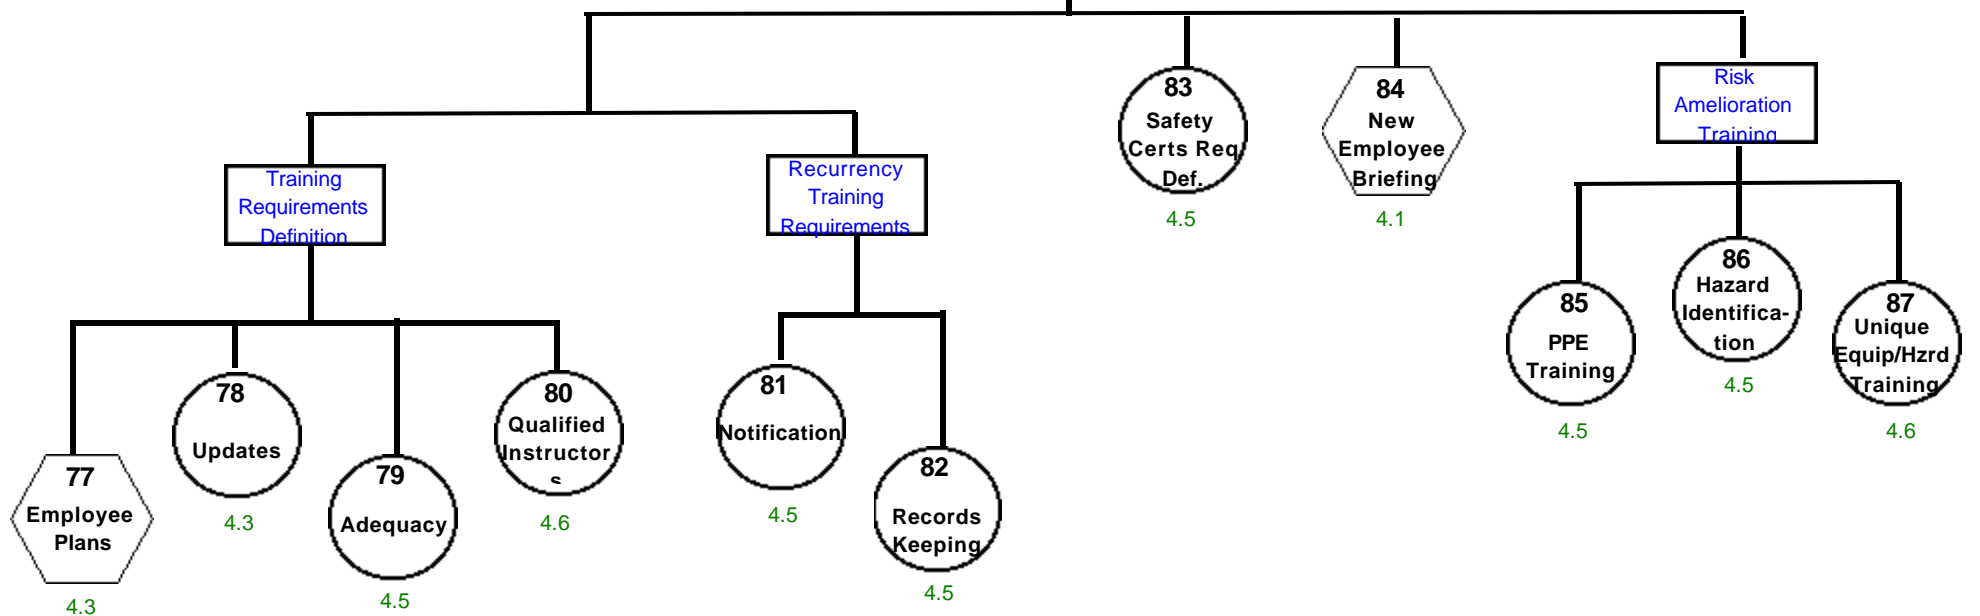 83
Safety
Certs Req
Def.
4.5
84
New
Employee
Briefing
4.1
Risk
Amelioration
Training
Training
Requirements
Definition
Recurrency
Training
Requirements
77
Employee
Plans
4.3
78
Updates
4.3
79
Adequacy
4.5
80
Qualified
Instructor
s
4.6
81
Notification
4.5
82
Records
Keeping
4.5
85
PPE
Training
4.5
86
Hazard
Identifica-
tion
4.5
87
Unique
Equip/Hzrd
Training
4.6